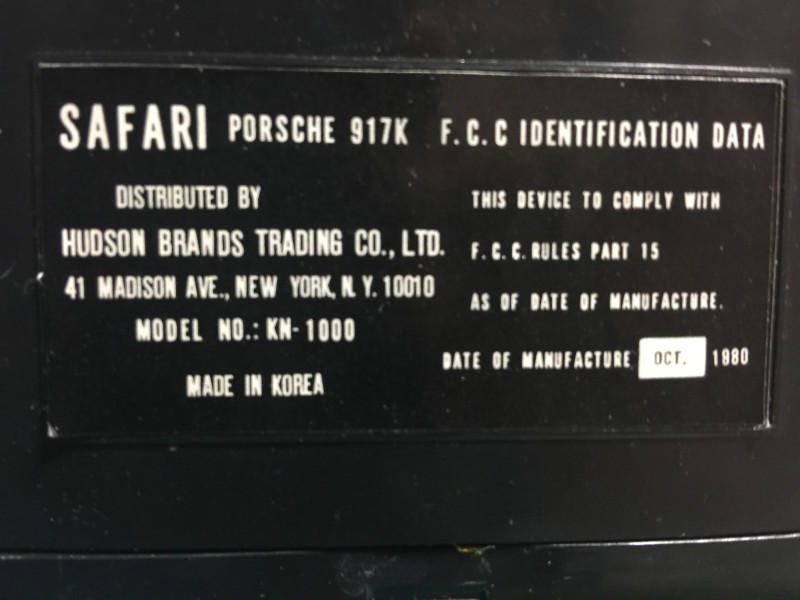 SAFARI PORSCHE 917K F.C.C IDENTIFICATION DATA
DISTRIBUTED BY
HUDSON BRANDS TRADING CO., LTD.
41 MADISON AVE., NEW YORK, N.Y. 10010
MODEL NO.: KN-1000
MADE IN KOREA
THIS DEVICE TO COMPLY WITH
F.C.C. RULES PART 15
AS OF DATE OF MANUFACTURE.
DATE OF MANUFACTURE OCT. 1980